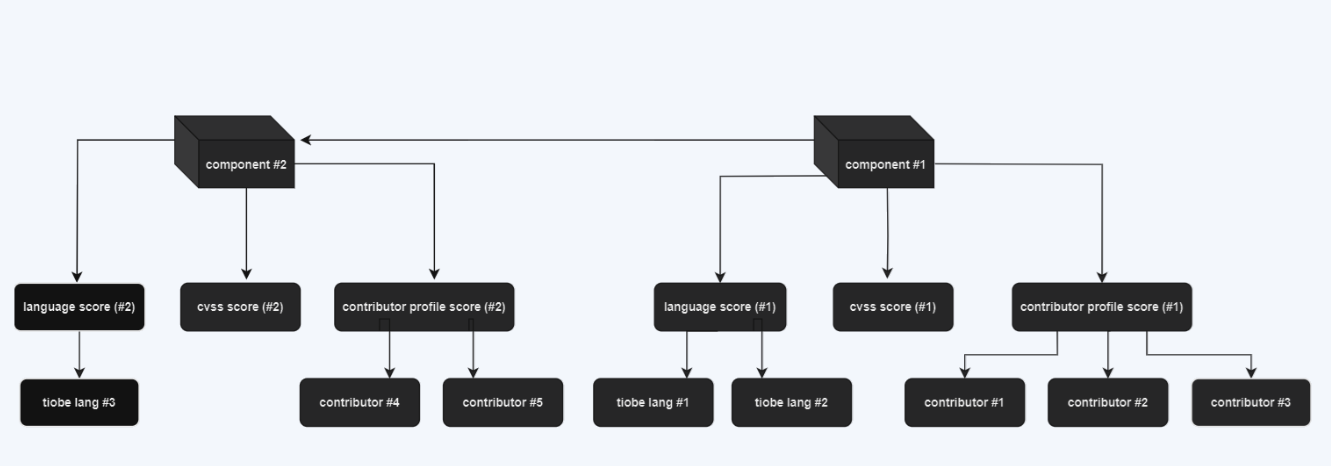 component #2
component #1
language score (#2)
cvss score (#2)
contributor profile score (#2)
language score (#1)
cvss score (#1)
contributor profile score (#1)
tiobe lang #3
contributor #4
contributor #5
tiobe lang #1
tiobe lang #2
contributor #1
contributor #2
contributor #3